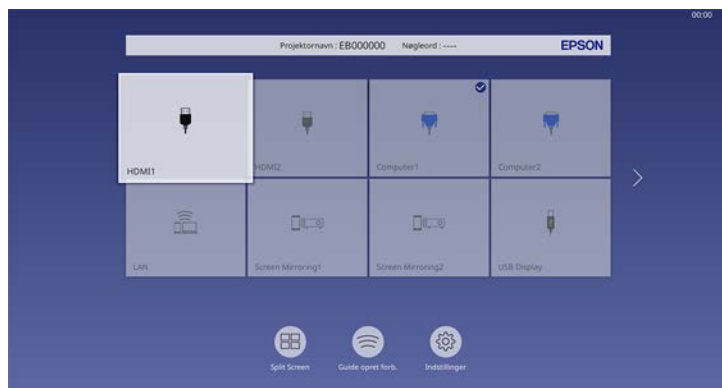 00:00
Projektornavn : EB000000 Nøgleord : ---- EPSON
HDMI1 HDMI2 Computer1 Computer2
LAN Screen Mirroring1 Screen Mirroring2 USB Display
Split Screen Guide opret forb. Indstillinger